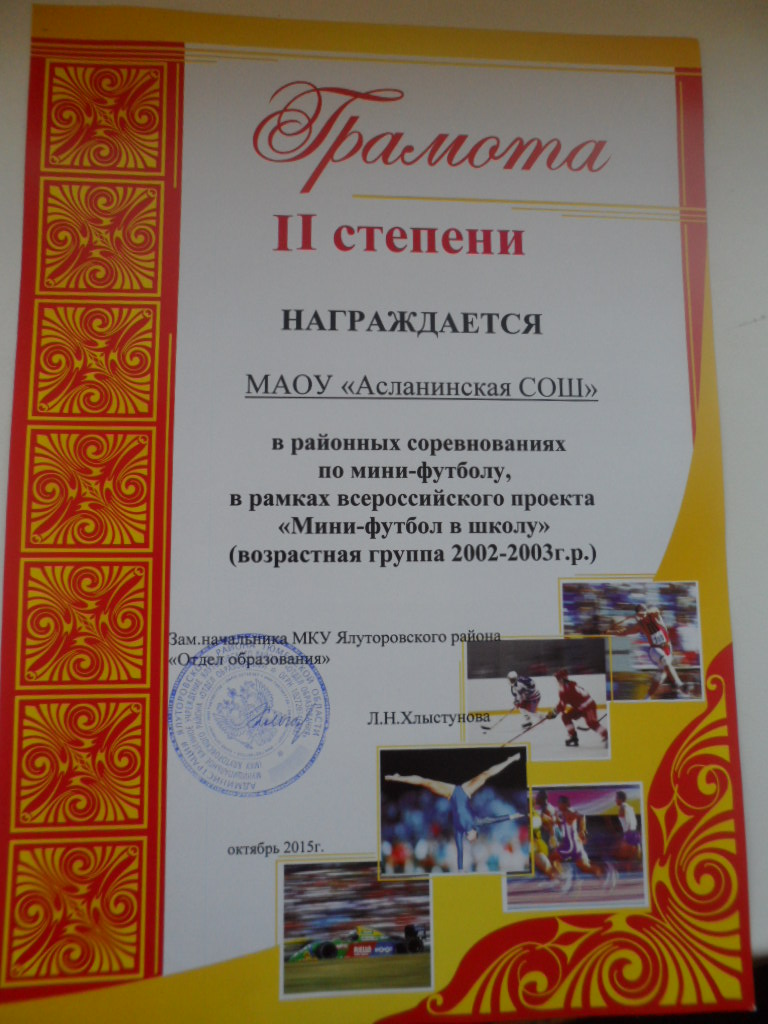 Грамота
II степени
НАГРАЖДАЕТСЯ
МАОУ «Асланинская СОШ»
в районных соревнованиях
по мини-футболу,
в рамках всероссийского проекта
«Мини-футбол в школу»
(возрастная группа 2002-2003г.р.)
Зам.начальника МКУ Ялуторовского района
«Отдел образования»
Л.Н.Хлыстунова
октябрь 2015г.